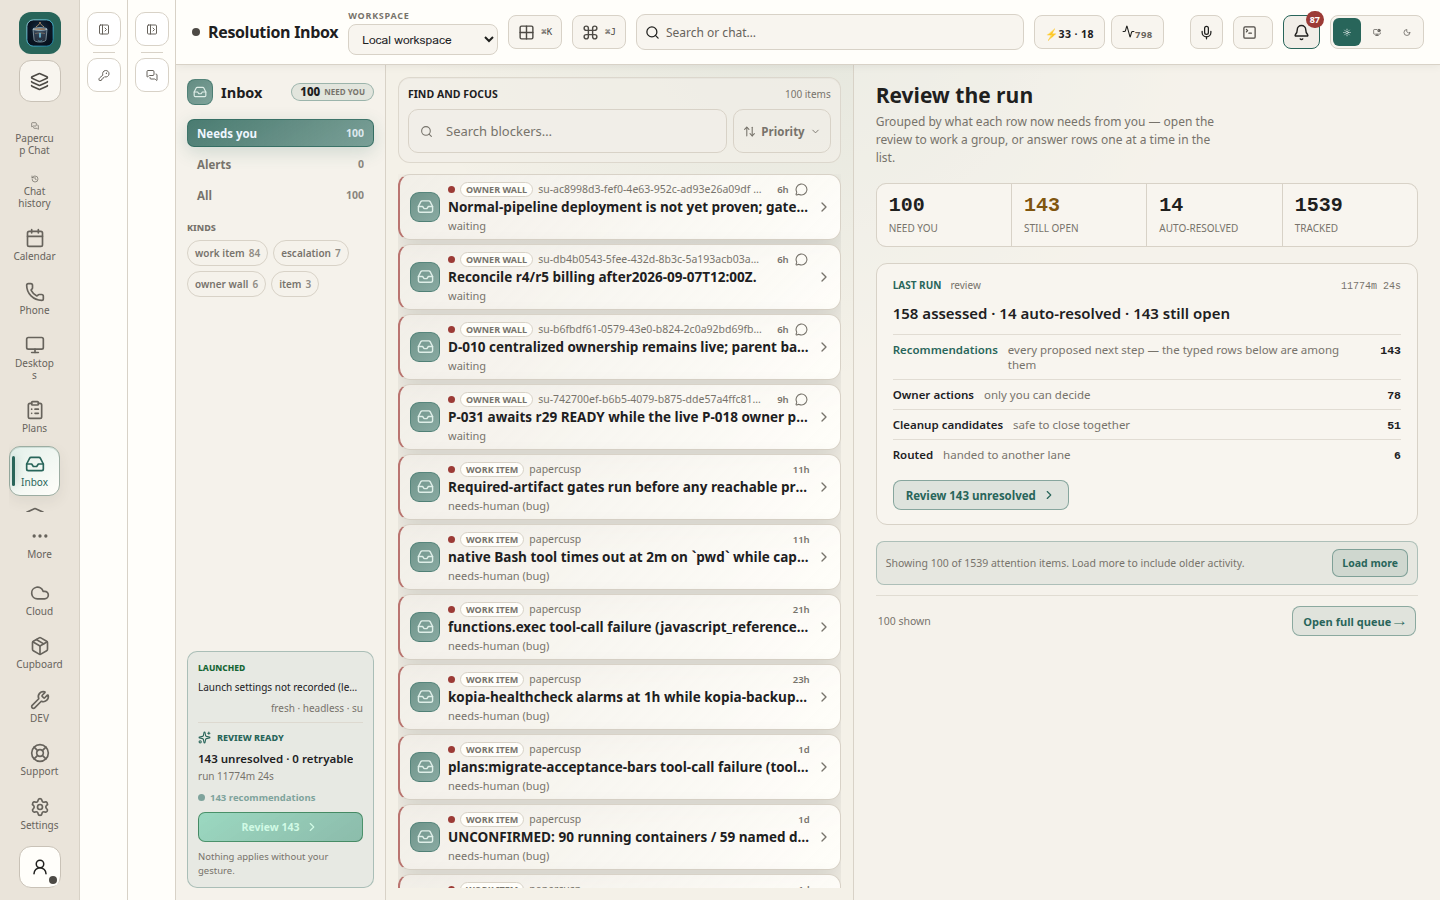 Resolution Inbox
WORKSPACE
Local workspace
⌘K
⌘J
Search or chat...
⚡33 · 18
798
87
Papercu
p Chat
Chat
history
Calendar
Phone
Desktop
s
Plans
Inbox
More
Cloud
Cupboard
DEV
Support
Settings
Inbox
100 NEED YOU
Needs you 100
Alerts 0
All 100
KINDS
work item 84
escalation 7
owner wall 6
item 3
LAUNCHED
Launch settings not recorded (le...
fresh · headless · su
REVIEW READY
143 unresolved · 0 retryable
run 11774m 24s
143 recommendations
Review 143
Nothing applies without your
gesture.
FIND AND FOCUS
100 items
Search blockers...
Priority
OWNER WALL su-ac8998d3-fef0-4e63-952c-ad93e26a09df ... 6h
Normal-pipeline deployment is not yet proven; gate...
waiting
OWNER WALL su-db4b0543-5fee-432d-8b3c-5a193acb03a... 6h
Reconcile r4/r5 billing after2026-09-07T12:00Z.
waiting
OWNER WALL su-b6fbdf61-0579-43e0-b824-2c0a92bd69fb... 6h
D-010 centralized ownership remains live; parent ba...
waiting
OWNER WALL su-742700ef-b6b5-4079-b875-dde57a4ffc81... 9h
P-031 awaits r29 READY while the live P-018 owner p...
waiting
WORK ITEM papercusp 11h
Required-artifact gates run before any reachable pr...
needs-human (bug)
WORK ITEM papercusp 11h
native Bash tool times out at 2m on `pwd` while cap...
needs-human (bug)
WORK ITEM papercusp 21h
functions.exec tool-call failure (javascript_reference...
needs-human (bug)
WORK ITEM papercusp 23h
kopia-healthcheck alarms at 1h while kopia-backup...
needs-human (bug)
WORK ITEM papercusp 1d
plans:migrate-acceptance-bars tool-call failure (tool...
needs-human (bug)
WORK ITEM papercusp 1d
UNCONFIRMED: 90 running containers / 59 named d...
needs-human (bug)
Review the run
Grouped by what each row now needs from you — open the
review to work a group, or answer rows one at a time in the
list.
100
NEED YOU
143
STILL OPEN
14
AUTO-RESOLVED
1539
TRACKED
LAST RUN review 11774m 24s
158 assessed · 14 auto-resolved · 143 still open
Recommendations every proposed next step — the typed rows below are among 143
them
Owner actions only you can decide 78
Cleanup candidates safe to close together 51
Routed handed to another lane 6
Review 143 unresolved
Showing 100 of 1539 attention items. Load more to include older activity.
Load more
100 shown
Open full queue →